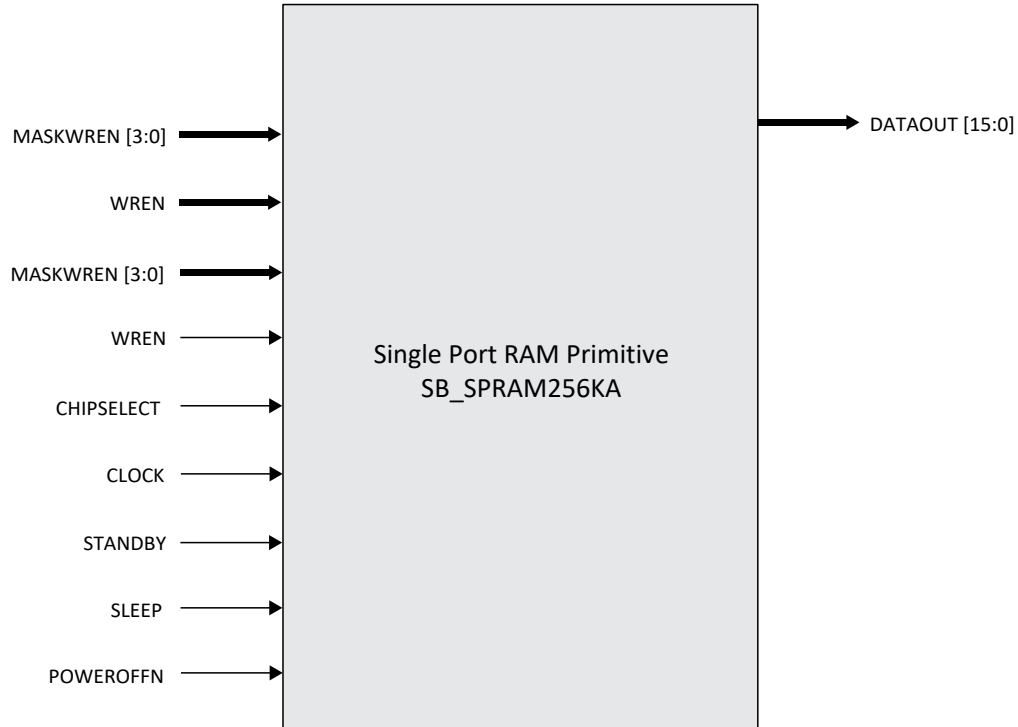 MASKWREN [3:0]
DATAOUT [15:0]
WREN
MASKWREN [3:0]
WREN
Single Port RAM Primitive
SB_SPRAM256KA
CHIPSELECT
CLOCK
STANDBY
SLEEP
POWEROFFN